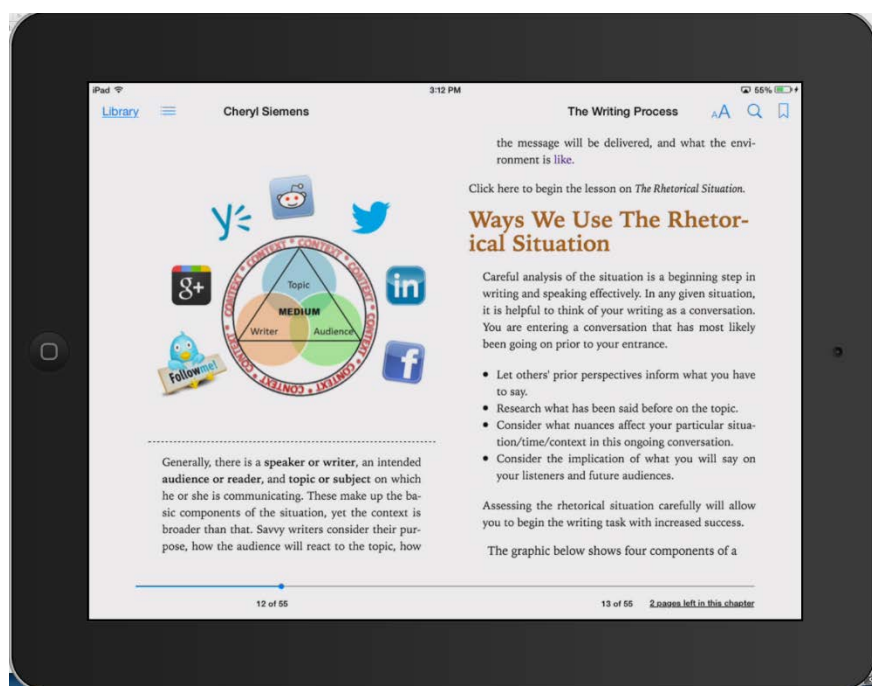 iPad
3:12 PM
55%
Library
Cheryl Siemens
The Writing Process
AA
CONTEXT * CONTEXT * CONTEXT * CONTEXT * CONTEXT * CONTEXT *
Topic
MEDIUM
Writer
Audience
y
g+
in
f
Follow me!
Generally, there is a speaker or writer, an intended
audience or reader, and topic or subject on which
he or she is communicating. These make up the ba-
sic components of the situation, yet the context is
broader than that. Savvy writers consider their pur-
pose, how the audience will react to the topic, how
12 of 55
the message will be delivered, and what the envi-
ronment is like.
Click here to begin the lesson on The Rhetorical Situation.
Ways We Use The Rhetor-
ical Situation
Careful analysis of the situation is a beginning step in
writing and speaking effectively. In any given situation,
it is helpful to think of your writing as a conversation.
You are entering a conversation that has most likely
been going on prior to your entrance.
• Let others' prior perspectives inform what you have
to say.
• Research what has been said before on the topic.
• Consider what nuances affect your particular situa-
tion/time/context in this ongoing conversation.
• Consider the implication of what you will say on
your listeners and future audiences.
Assessing the rhetorical situation carefully will allow
you to begin the writing task with increased success.
The graphic below shows four components of a
13 of 55
2 pages left in this chapter